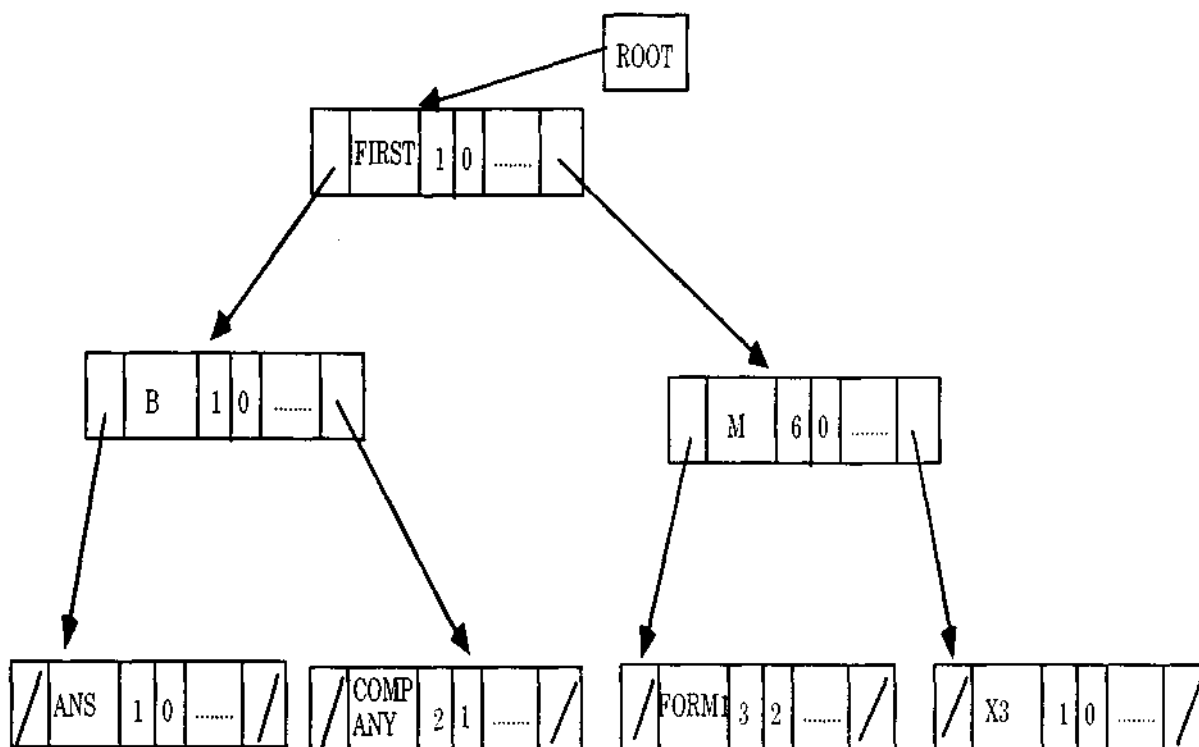 ROOT
FIRST 1 0 ........
B 1 0 ........
M 6 0 ........
ANS 1 0 .......
COMP
ANY 2 1 .......
FORM1 3 2 .......
X3 1 0 ........